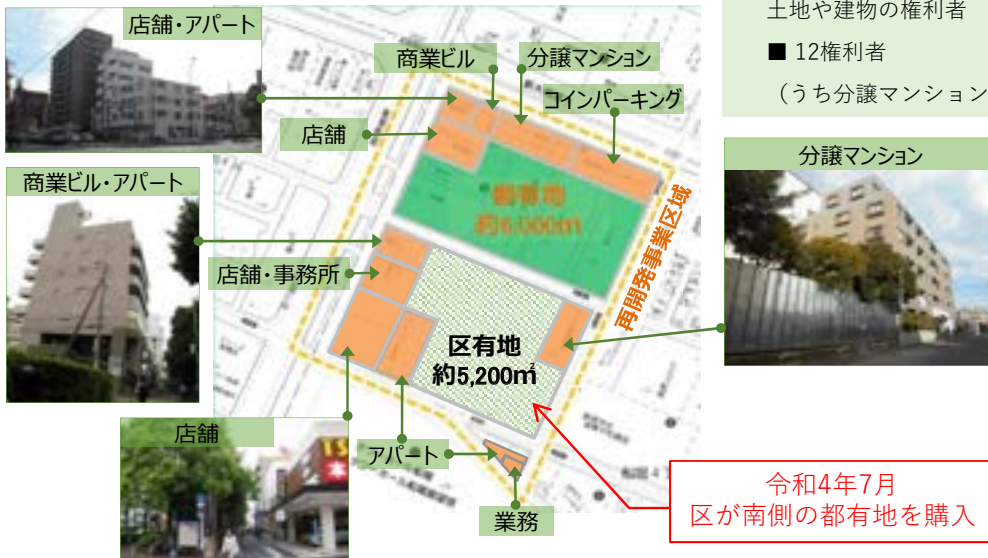 店舗・アパート
商業ビル
分譲マンション
コインパーキング
店舗
土地や建物の権利者
■ 12権利者
（うち分譲マンション
分譲マンション
商業ビル・アパート
都有地
約6,000㎡
再開発事業区域
店舗・事務所
区有地
約5,200㎡
店舗
アパート
業務
令和4年7月
区が南側の都有地を購入